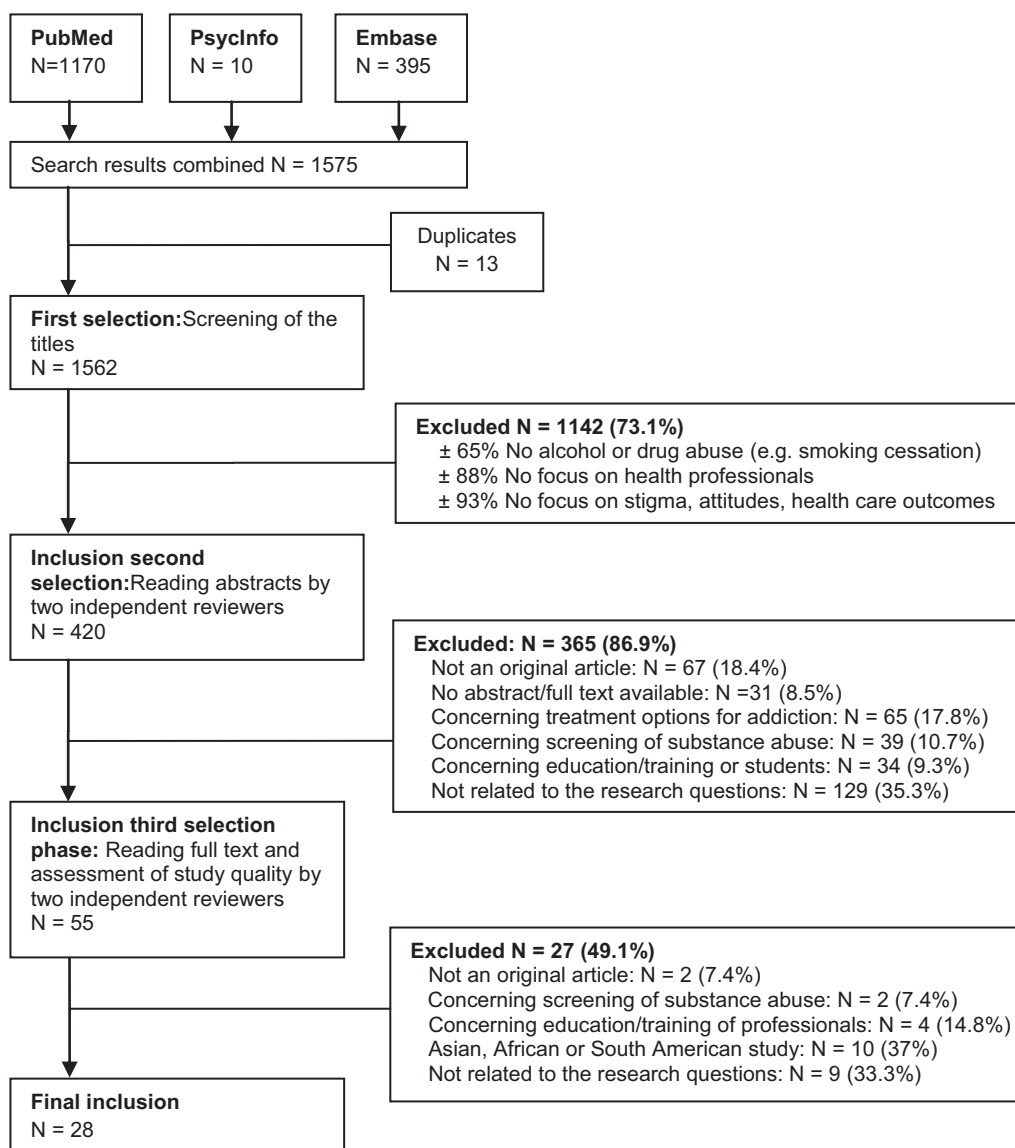 PubMed
N=1170
PsycInfo
N = 10
Embase
N = 395
Search results combined N = 1575
Duplicates
N = 13
First selection:Screening of the
titles
N = 1562
Excluded N = 1142 (73.1%)
± 65% No alcohol or drug abuse (e.g. smoking cessation)
± 88% No focus on health professionals
± 93% No focus on stigma, attitudes, health care outcomes
Inclusion second
selection:Reading abstracts by
two independent reviewers
N = 420
Excluded: N = 365 (86.9%)
Not an original article: N = 67 (18.4%)
No abstract/full text available: N =31 (8.5%)
Concerning treatment options for addiction: N = 65 (17.8%)
Concerning screening of substance abuse: N = 39 (10.7%)
Concerning education/training or students: N = 34 (9.3%)
Not related to the research questions: N = 129 (35.3%)
Inclusion third selection
phase: Reading full text and
assessment of study quality by
two independent reviewers
N = 55
Excluded N = 27 (49.1%)
Not an original article: N = 2 (7.4%)
Concerning screening of substance abuse: N = 2 (7.4%)
Concerning education/training of professionals: N = 4 (14.8%)
Asian, African or South American study: N = 10 (37%)
Not related to the research questions: N = 9 (33.3%)
Final inclusion
N = 28